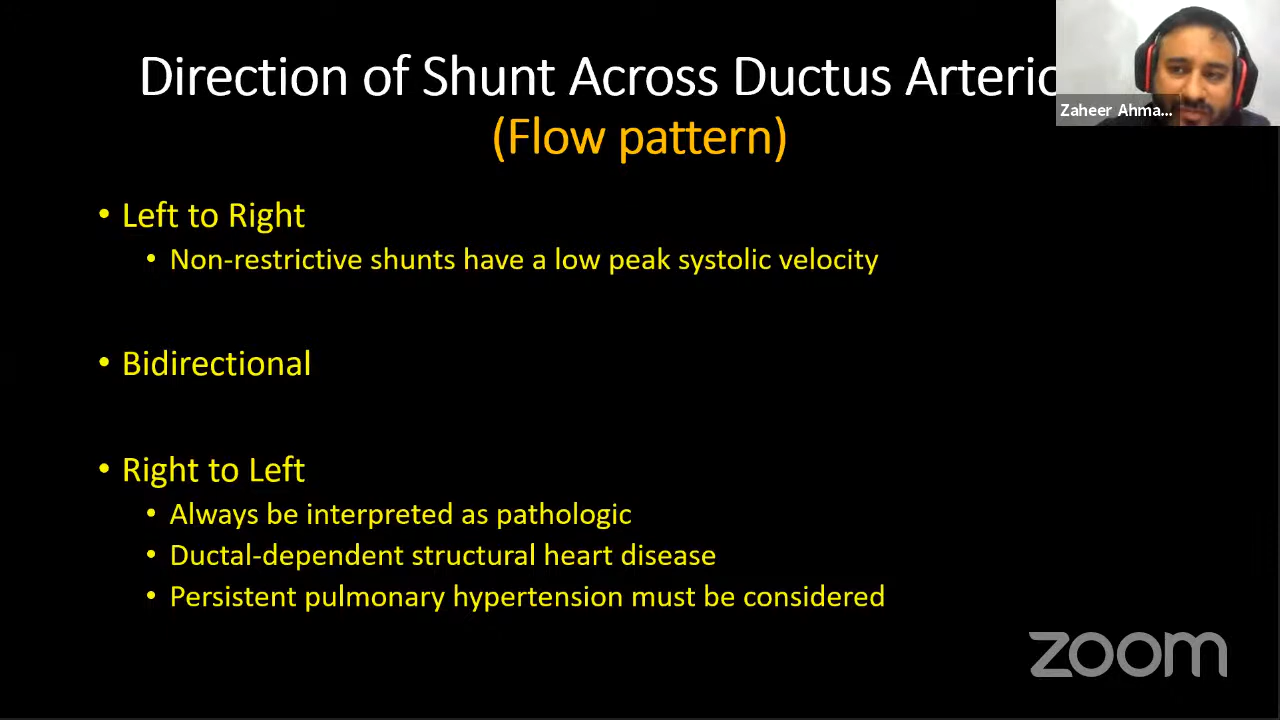 Direction of Shunt Across Ductus Arterio
(Flow pattern)
Zaheer Ahma...
• Left to Right
• Non-restrictive shunts have a low peak systolic velocity
• Bidirectional
• Right to Left
• Always be interpreted as pathologic
• Ductal-dependent structural heart disease
• Persistent pulmonary hypertension must be considered
zoom